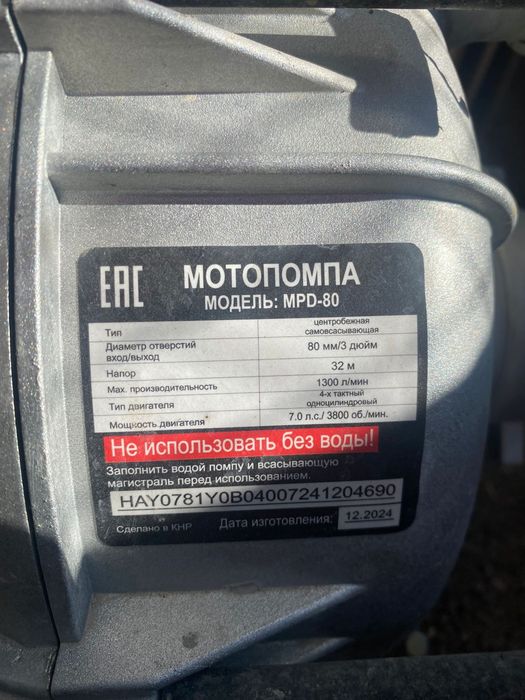 EAC МОТОПОМПА
МОДЕЛЬ: MPD-80
Тип центробежная самовсасывающая
Диаметр отверстий вход/выход 80 мм/3 дюйм
Напор 32 м
Мах. производительность 1300 л/мин
Тип двигателя 4-х тактный одноцилиндровый
Мощность двигателя 7.0 л.с./ 3800 об./мин.
Не использовать без воды!
Заполнить водой помпу и всасывающую
магистраль перед использованием.
HAY0781Y0B04007241204690
Сделано в КНР Дата изготовления: 12.2024